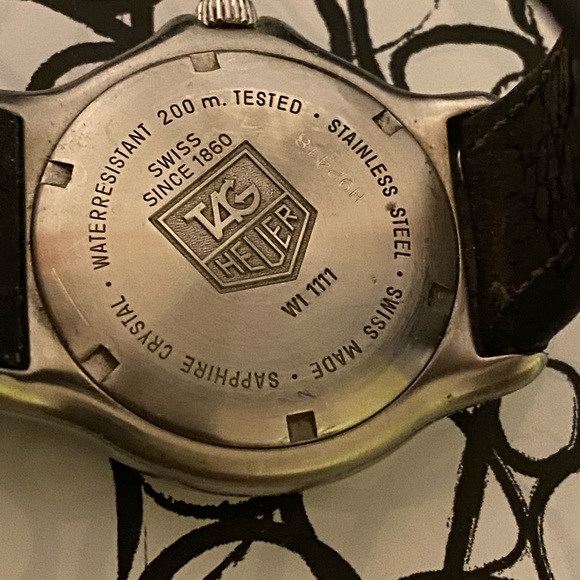 WATERRESISTANT 200 m. TESTED • STAINLESS STEEL • SWISS MADE • SAPPHIRE CRYSTAL •
SWISS
SINCE 1860
TAG
HEUER
WI 1111